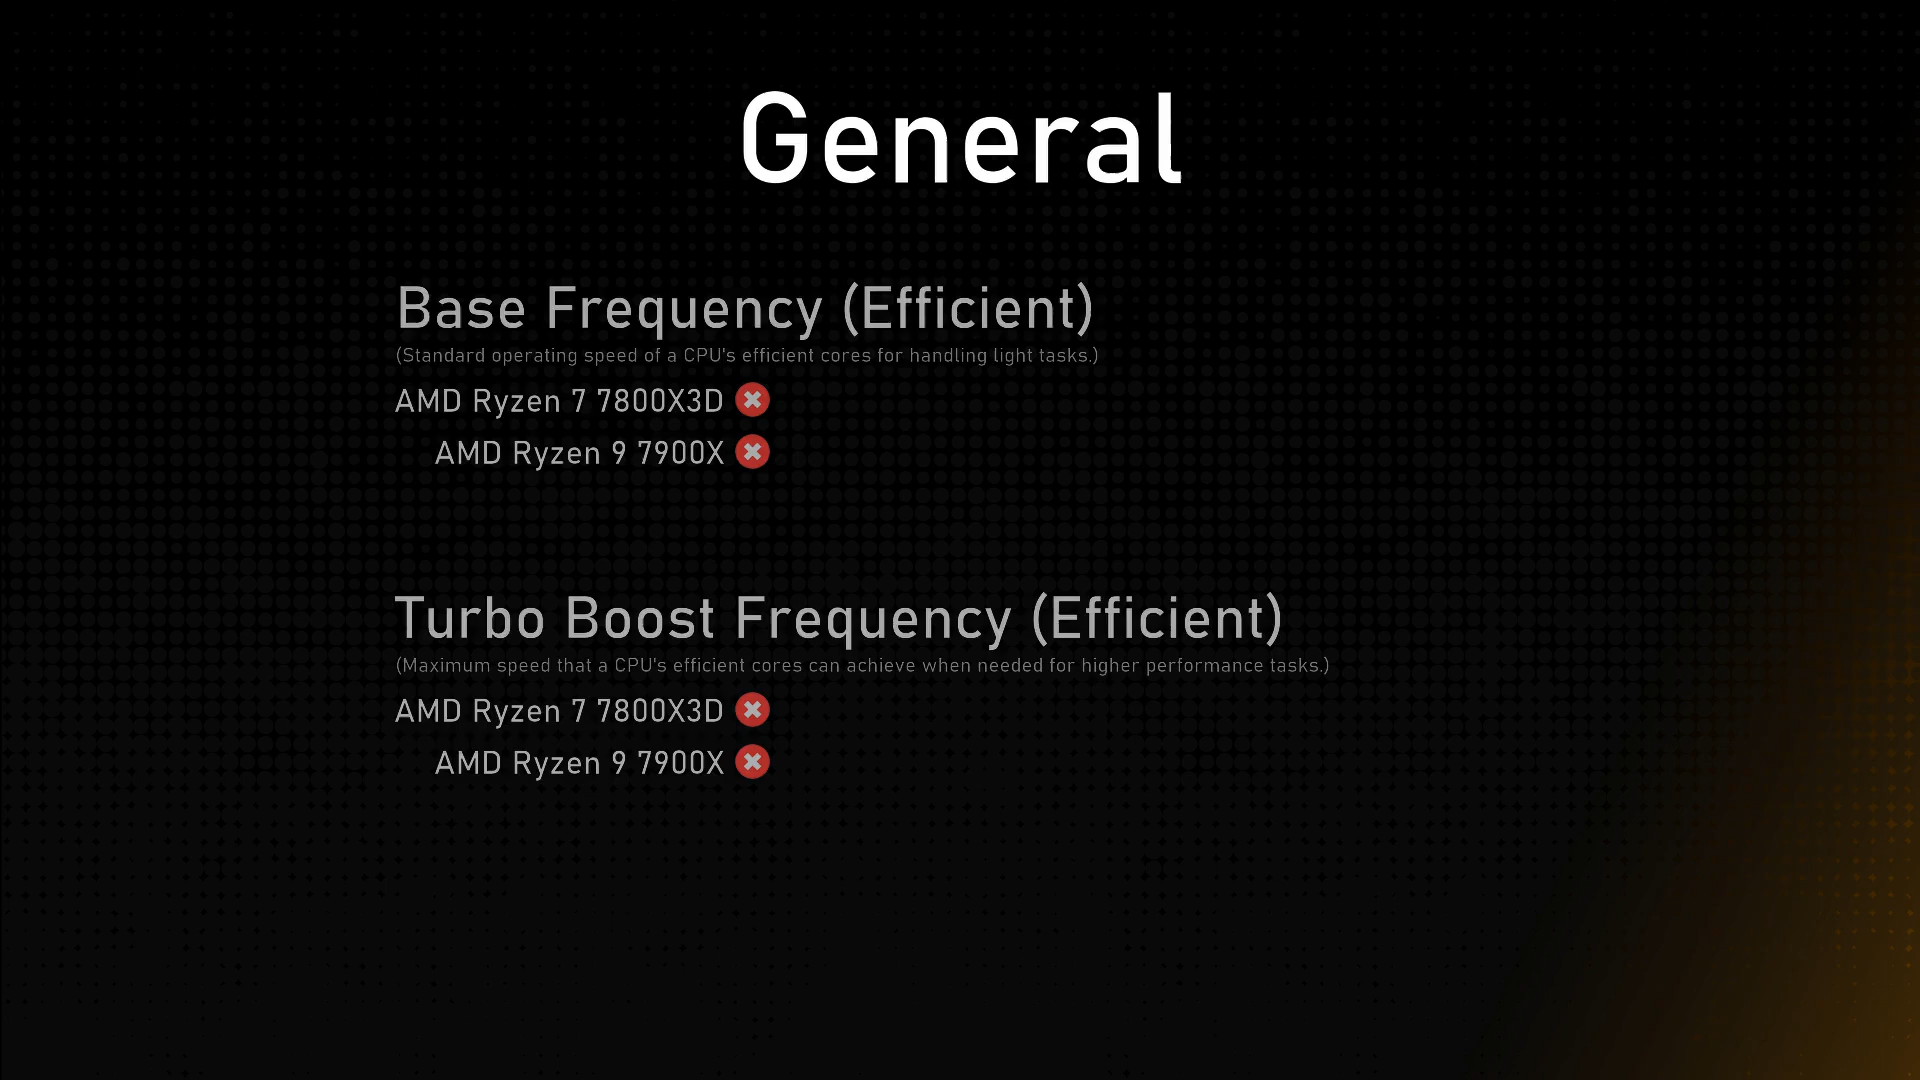 General
Base Frequency (Efficient)
(Standard operating speed of a CPU's efficient cores for handling light tasks.)
AMD Ryzen 7 7800X3D
AMD Ryzen 9 7900X
Turbo Boost Frequency (Efficient)
(Maximum speed that a CPU's efficient cores can achieve when needed for higher performance tasks.)
AMD Ryzen 7 7800X3D
AMD Ryzen 9 7900X